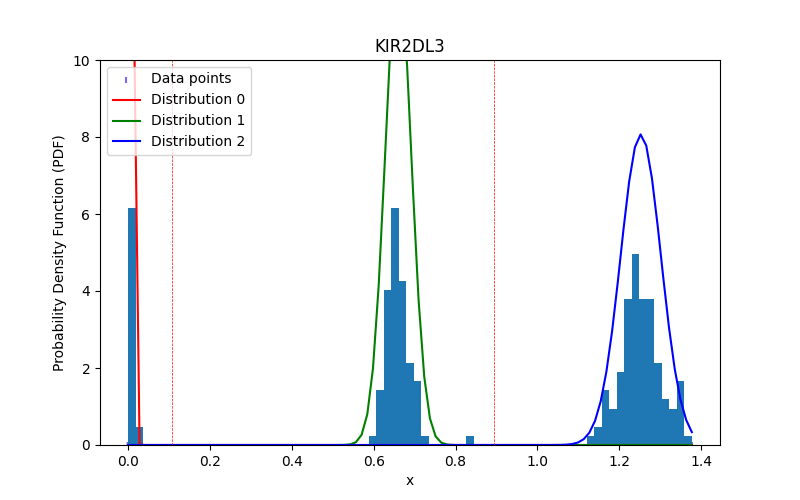 KIR2DL3
Probability Density Function (PDF)
10
8
6
4
2
0
Data points
Distribution 0
Distribution 1
Distribution 2
0.0
0.2
0.4
0.6
0.8
1.0
1.2
1.4
x